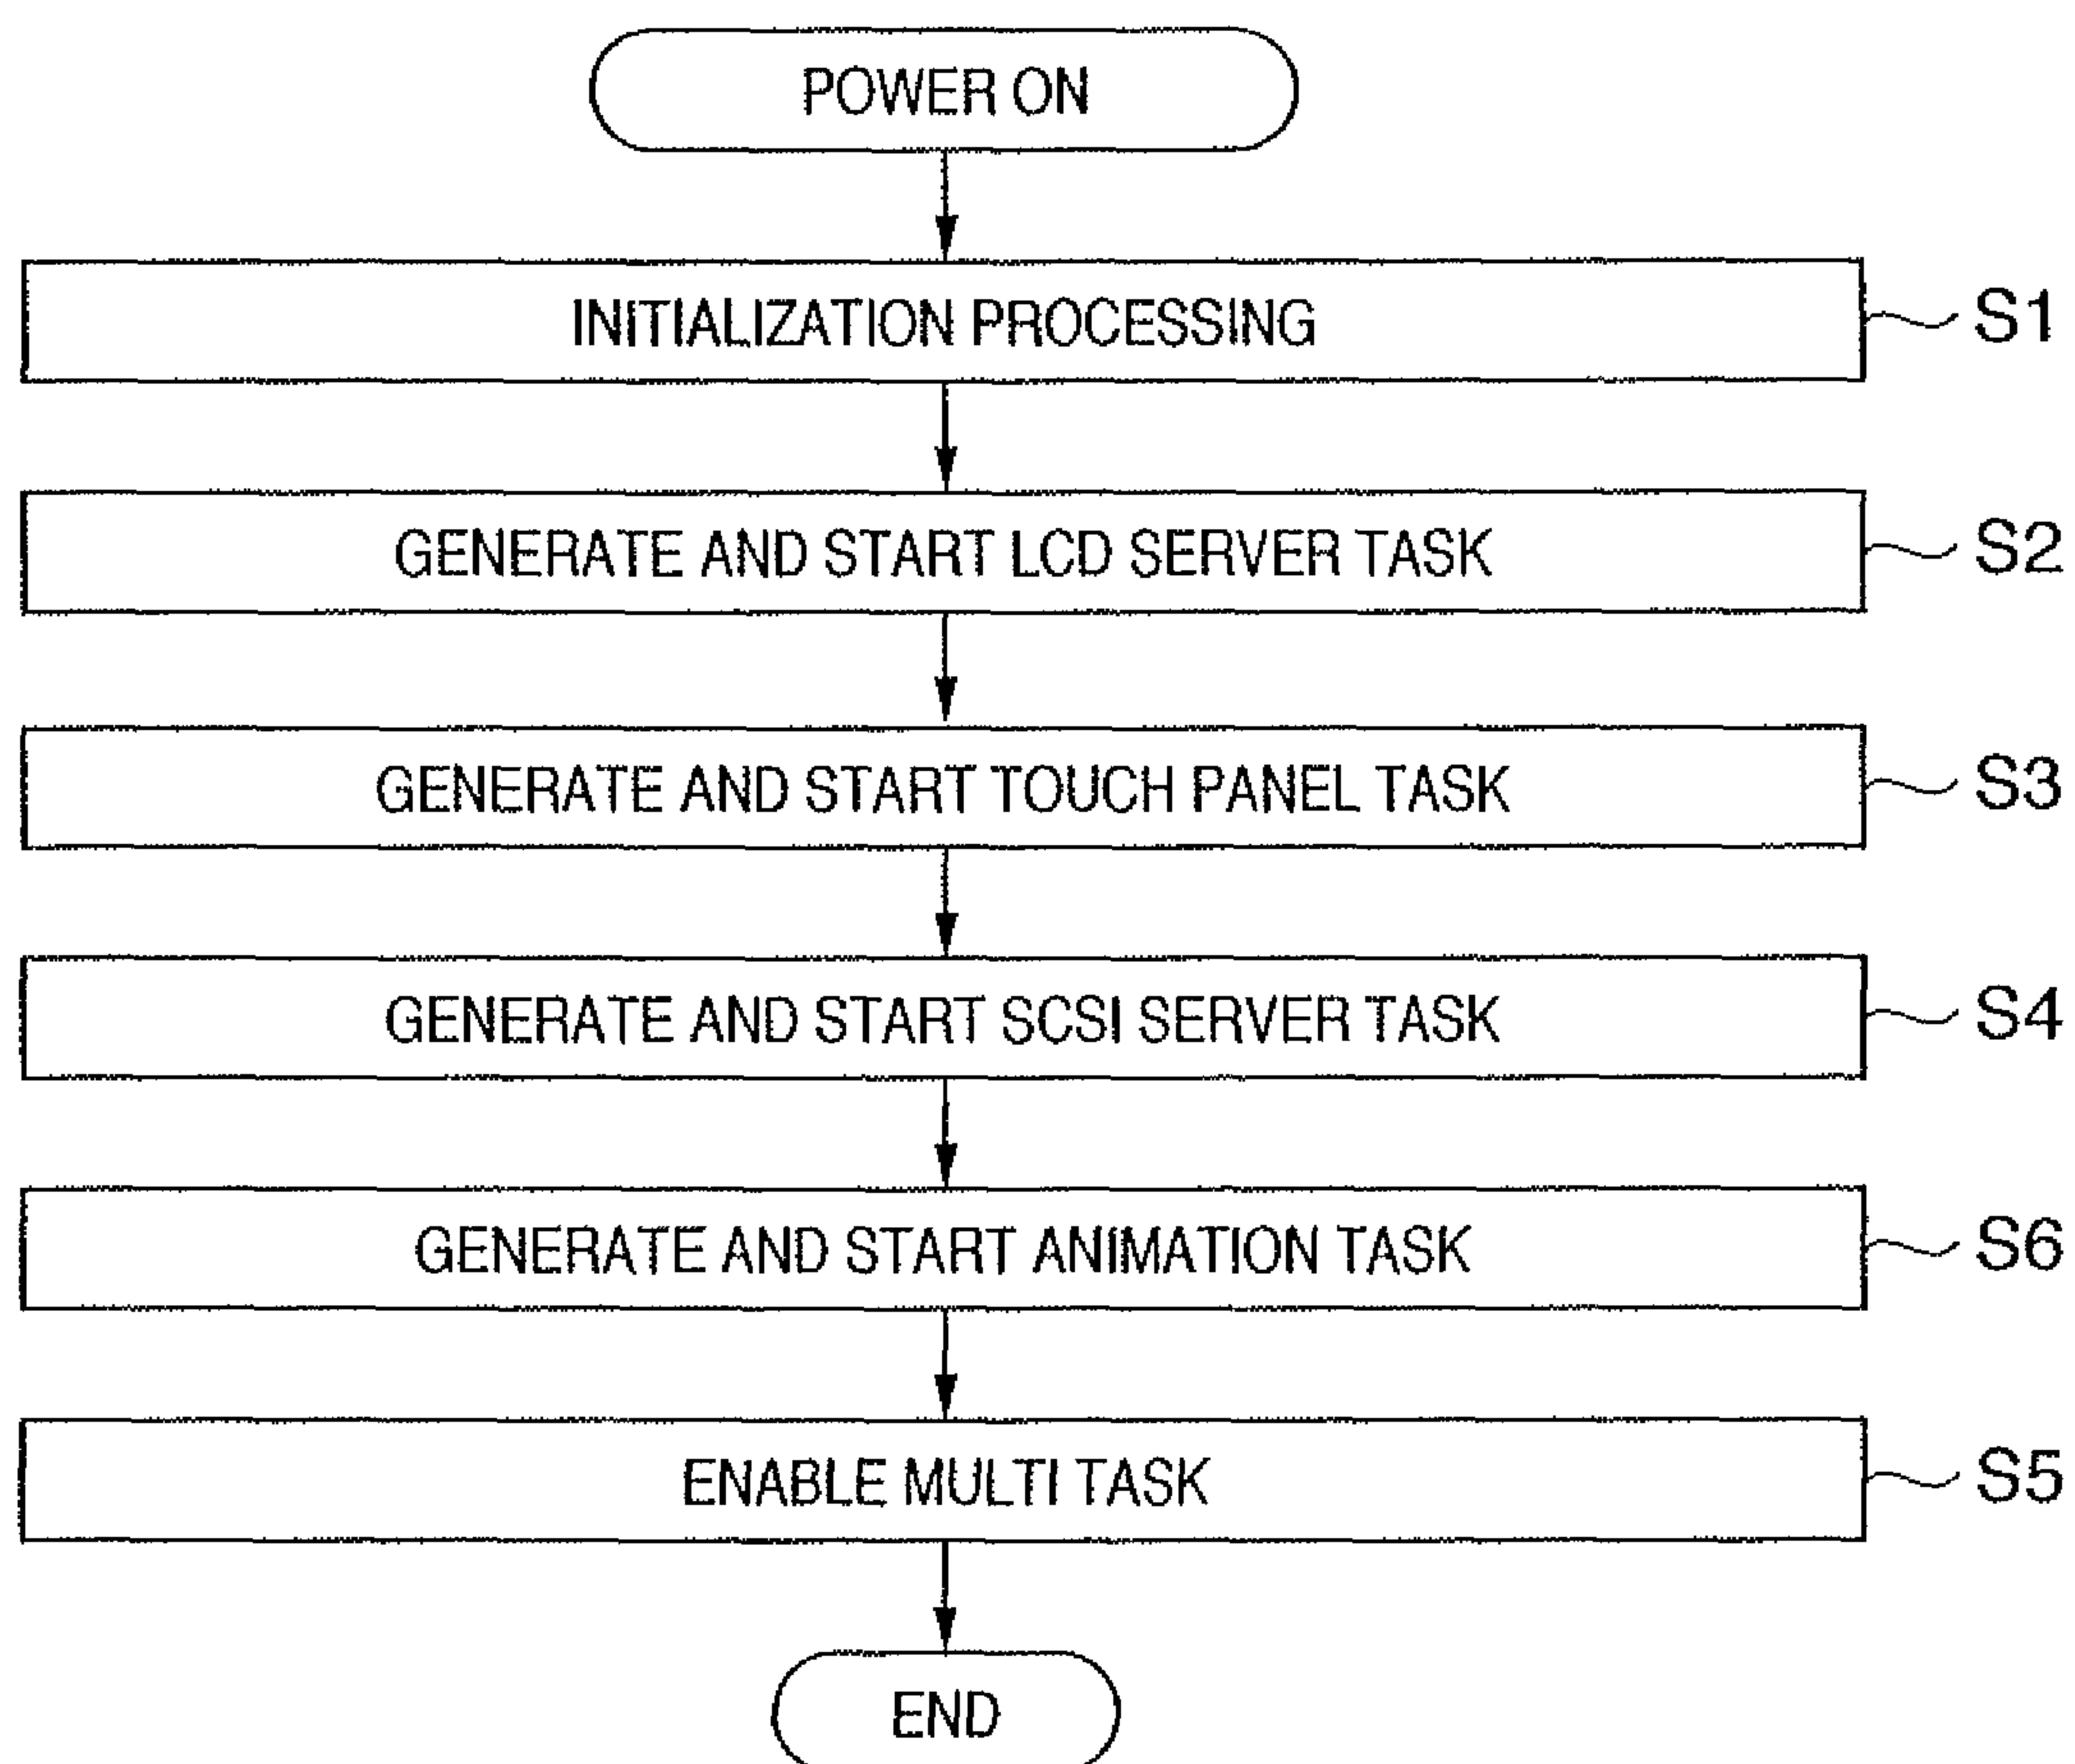 POWER ON
INITIALIZATION PROCESSING
S1
GENERATE AND START LCD SERVER TASK
S2
GENERATE AND START TOUCH PANEL TASK
S3
GENERATE AND START SCSI SERVER TASK
S4
GENERATE AND START ANIMATION TASK
S6
ENABLE MULTI TASK
S5
END